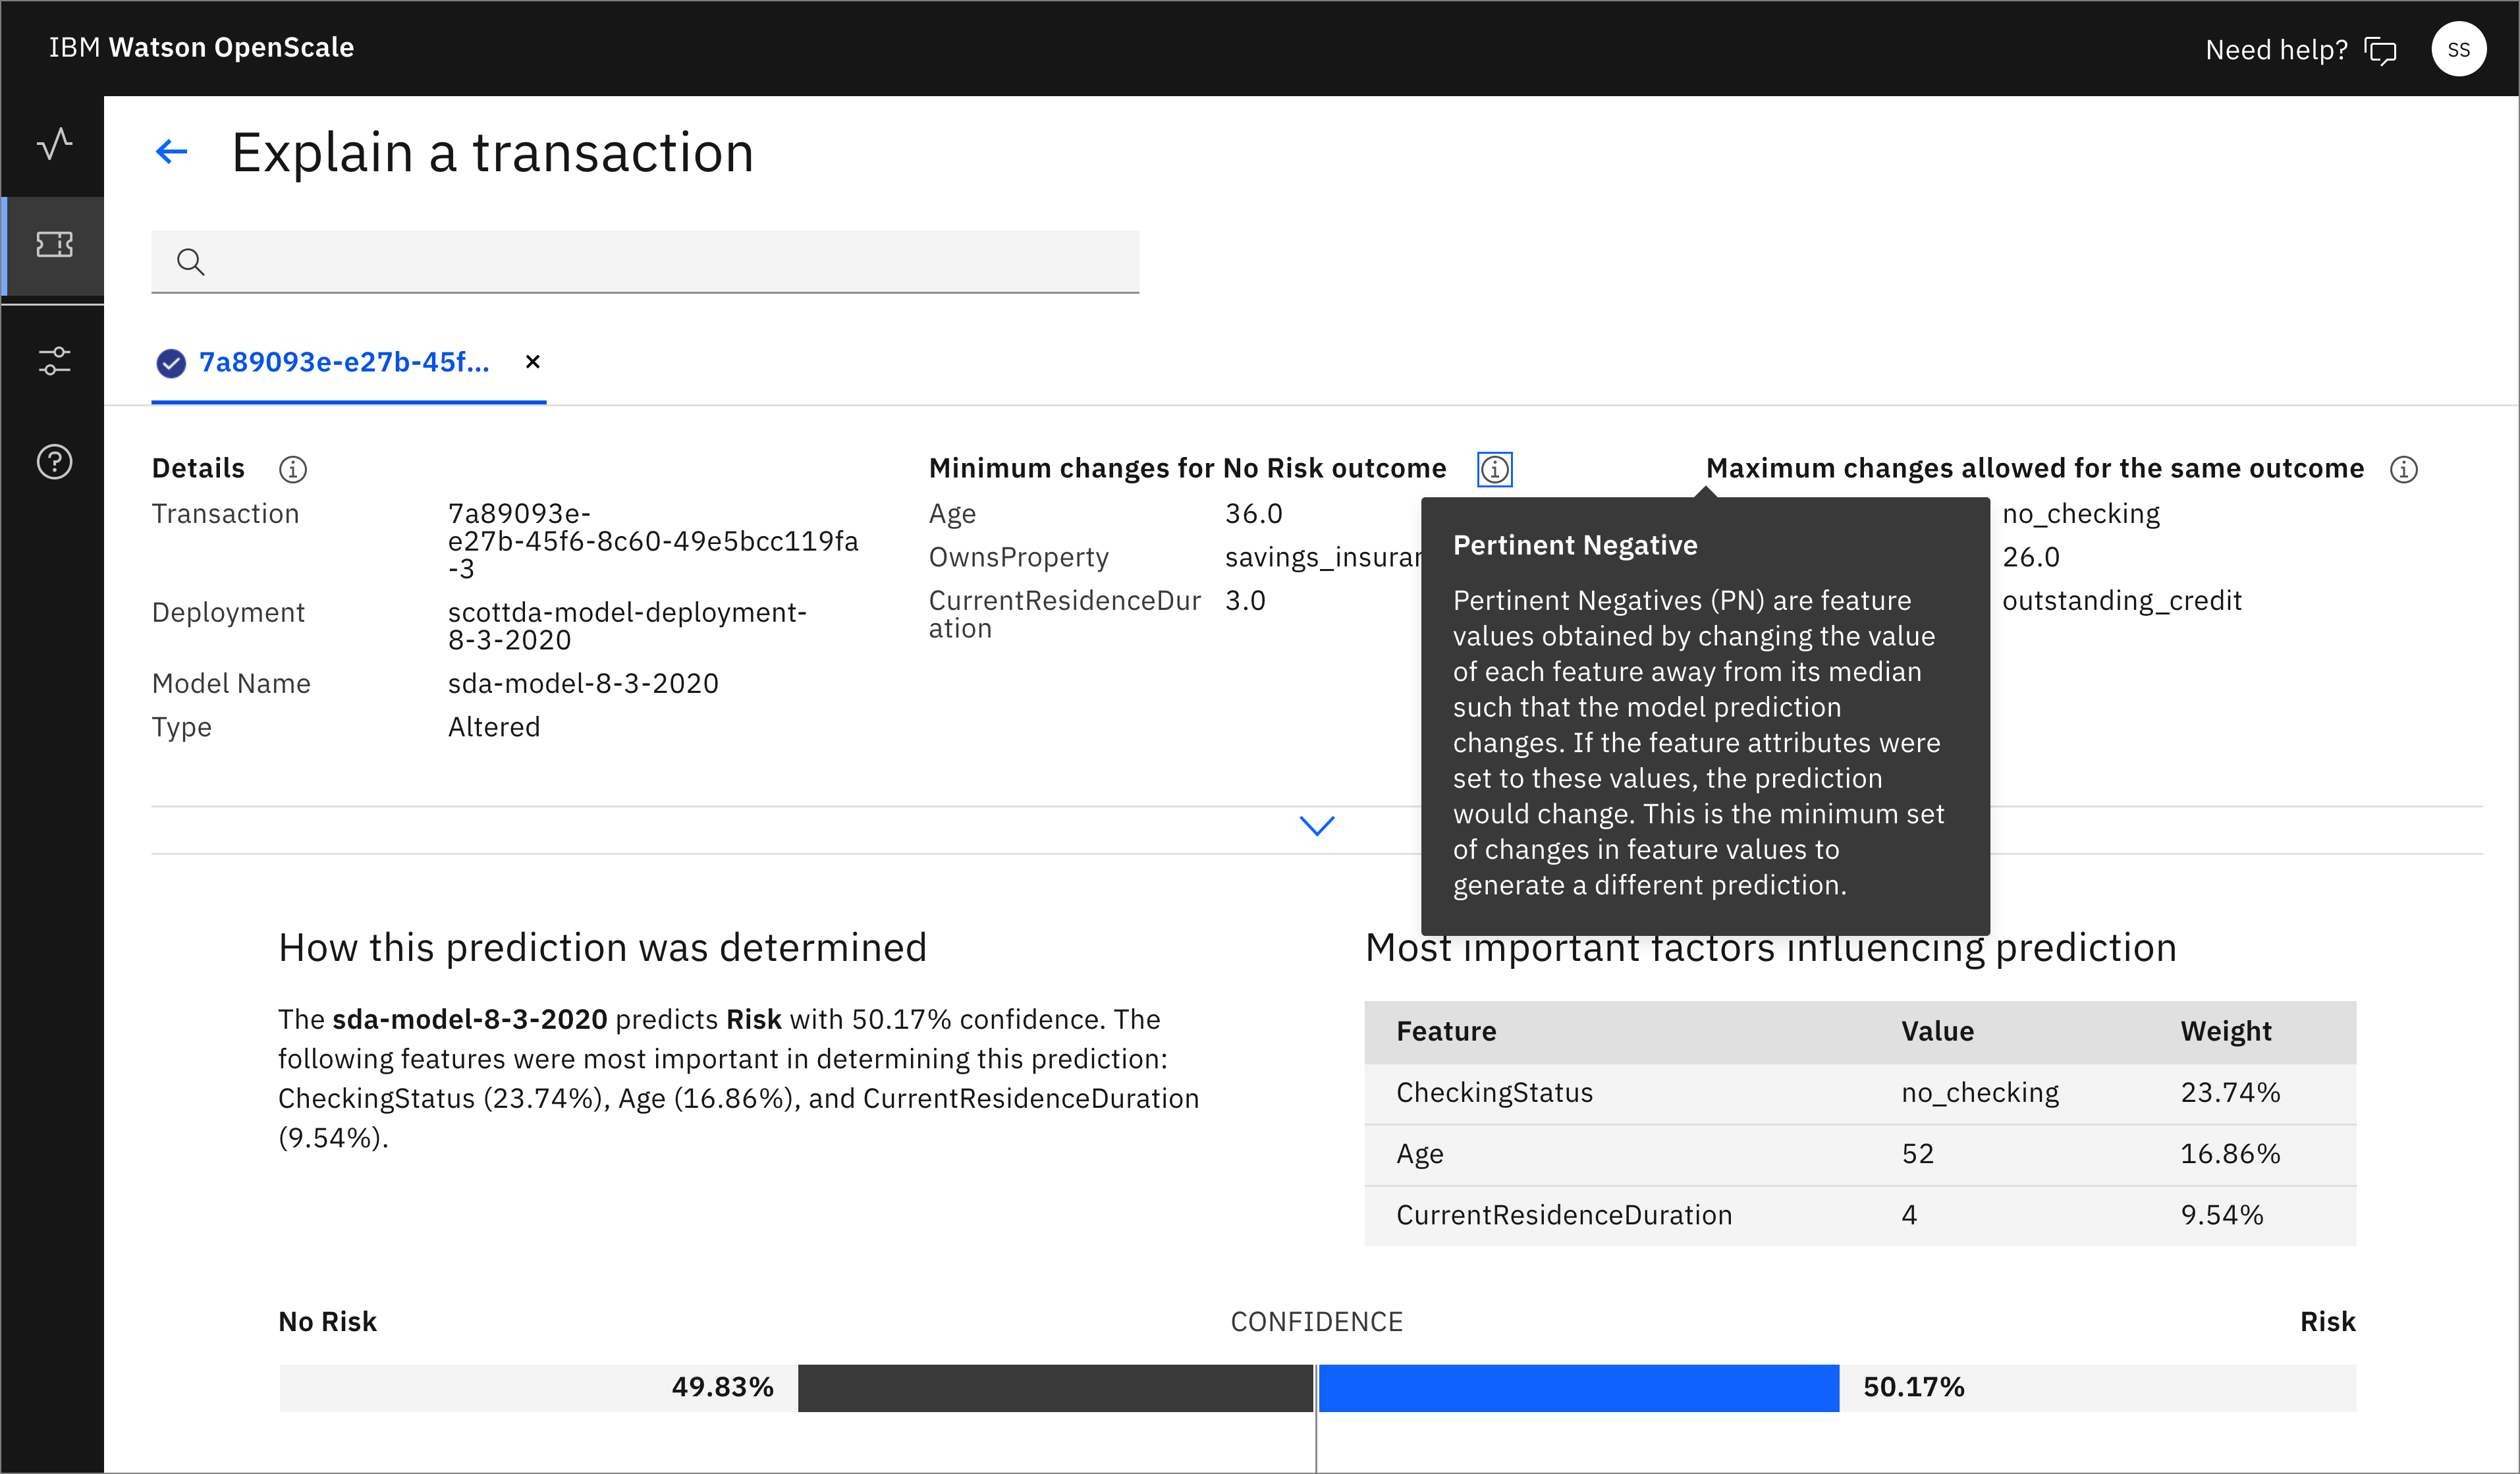 IBM Watson OpenScale
Need help?
SS
Explain a transaction
7a89093e-e27b-45f...
Details
Transaction 7a89093e-
e27b-45f6-8c60-49e5bcc119fa
-3
Deployment scottda-model-deployment-
8-3-2020
Model Name sda-model-8-3-2020
Type Altered
Minimum changes for No Risk outcome
Age 36.0
OwnsProperty
CurrentResidenceDur 3.0
ation
Maximum changes allowed for the same outcome
no_checking
26.0
outstanding_credit
Pertinent Negative
Pertinent Negatives (PN) are feature
values obtained by changing the value
of each feature away from its median
such that the model prediction
changes. If the feature attributes were
set to these values, the prediction
would change. This is the minimum set
of changes in feature values to
generate a different prediction.
How this prediction was determined
The sda-model-8-3-2020 predicts Risk with 50.17% confidence. The
following features were most important in determining this prediction:
CheckingStatus (23.74%), Age (16.86%), and CurrentResidenceDuration
(9.54%).
Most important factors influencing prediction
Feature Value Weight
CheckingStatus no_checking 23.74%
Age 52 16.86%
CurrentResidenceDuration 4 9.54%
No Risk CONFIDENCE Risk
49.83% 50.17%